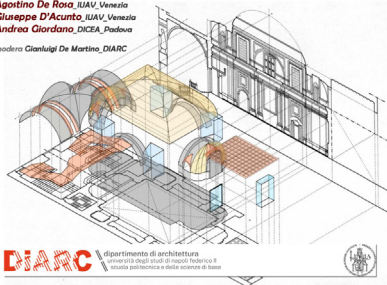 Agostino De Rosa_IUAV_Venezia
Giuseppe D'Acunto_IUAV_Venezia
Andrea Giordano_DICEA_Padova
modera Gianluigi De Martino_DIARC
DiARC
dipartimento di architettura
università degli studi di napoli federico II
scuola politecnica e delle scienze di base